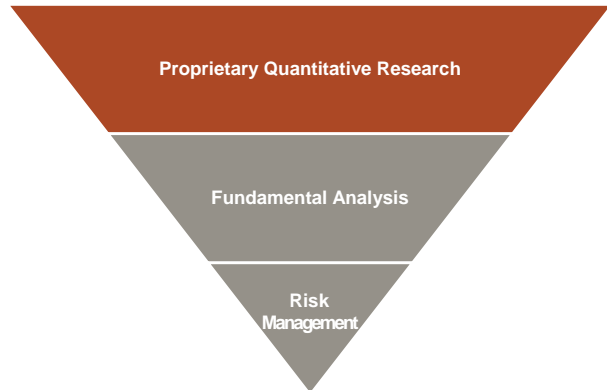 Proprietary Quantitative Research
Fundamental Analysis
Risk
Management